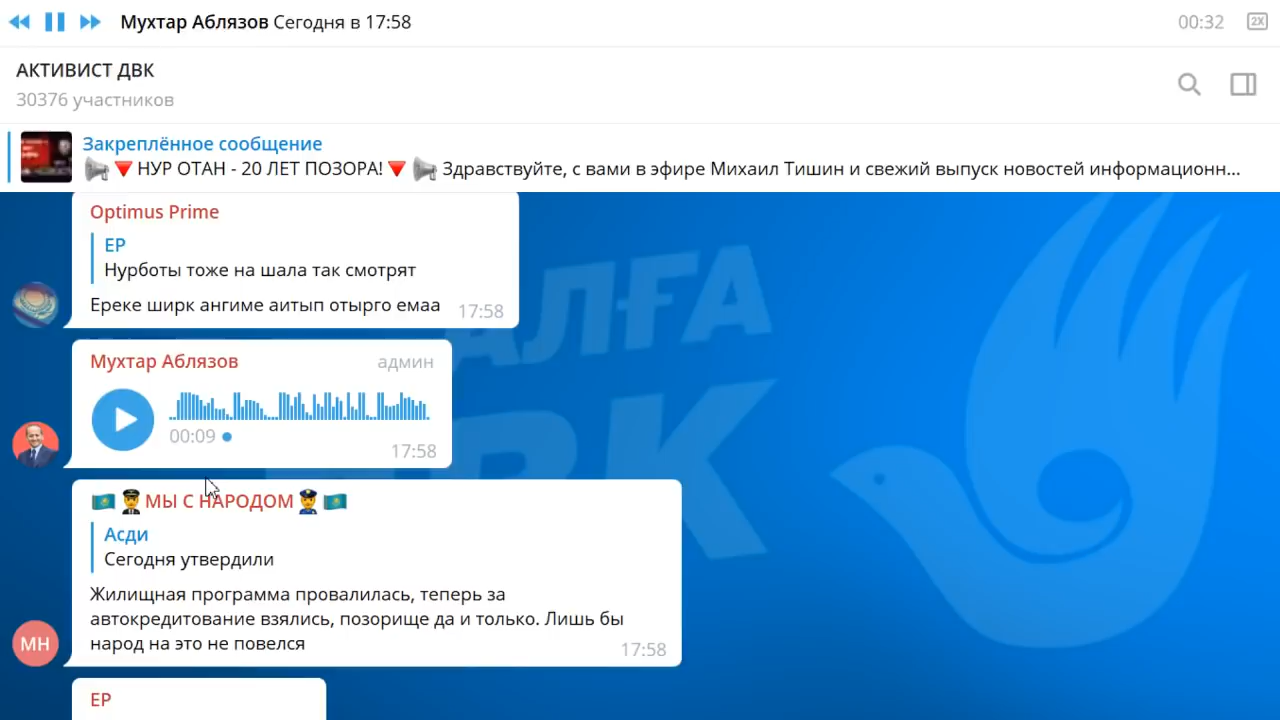 Мухтар Аблязов Сегодня в 17:58
00:32
2X
АКТИВИСТ ДВК
30376 участников
Закреплённое сообщение
НУР ОТАН - 20 ЛЕТ ПОЗОРА! Здравствуйте, с вами в эфире Михаил Тишин и свежий выпуск новостей информационн...
Optimus Prime
ЕР
Нурботы тоже на шала так смотрят
Ереке ширк ангиме аитып отырго емаа
17:58
АЛҒА
ДВК
Мухтар Аблязов
админ
00:09
17:58
МЫ С НАРОДОМ
Асди
Сегодня утвердили
Жилищная программа провалилась, теперь за
автокредитование взялись, позорище да и только. Лишь бы
народ на это не повелся
17:58
МН
ЕР